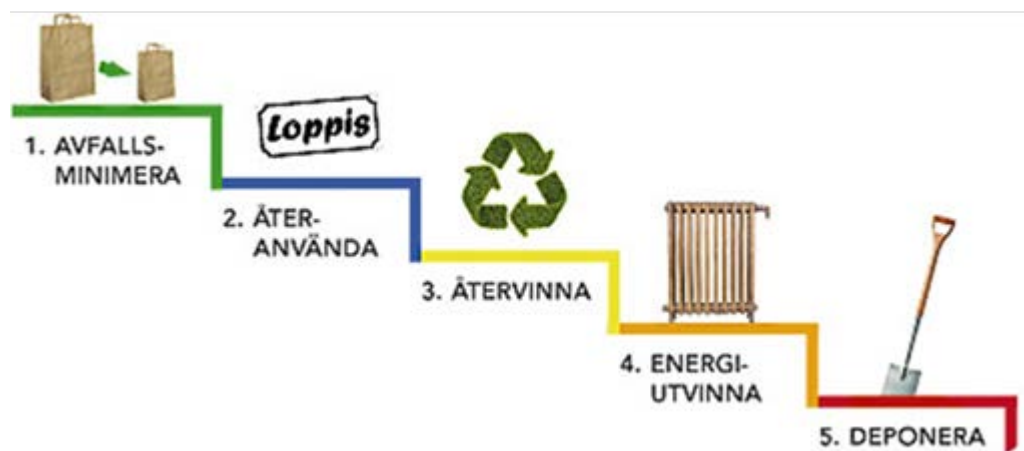 1. AVFALLS-
MINIMERA
Loppis
2. ÅTER-
ANVÄNDA
3. ÅTERVINNA
4. ENERGI-
UTVINNA
5. DEPONERA